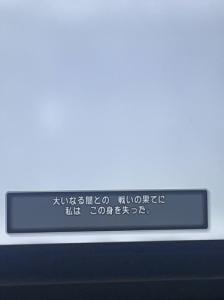 大いなる闇との　戦いの果てに
私は　この身を失った。